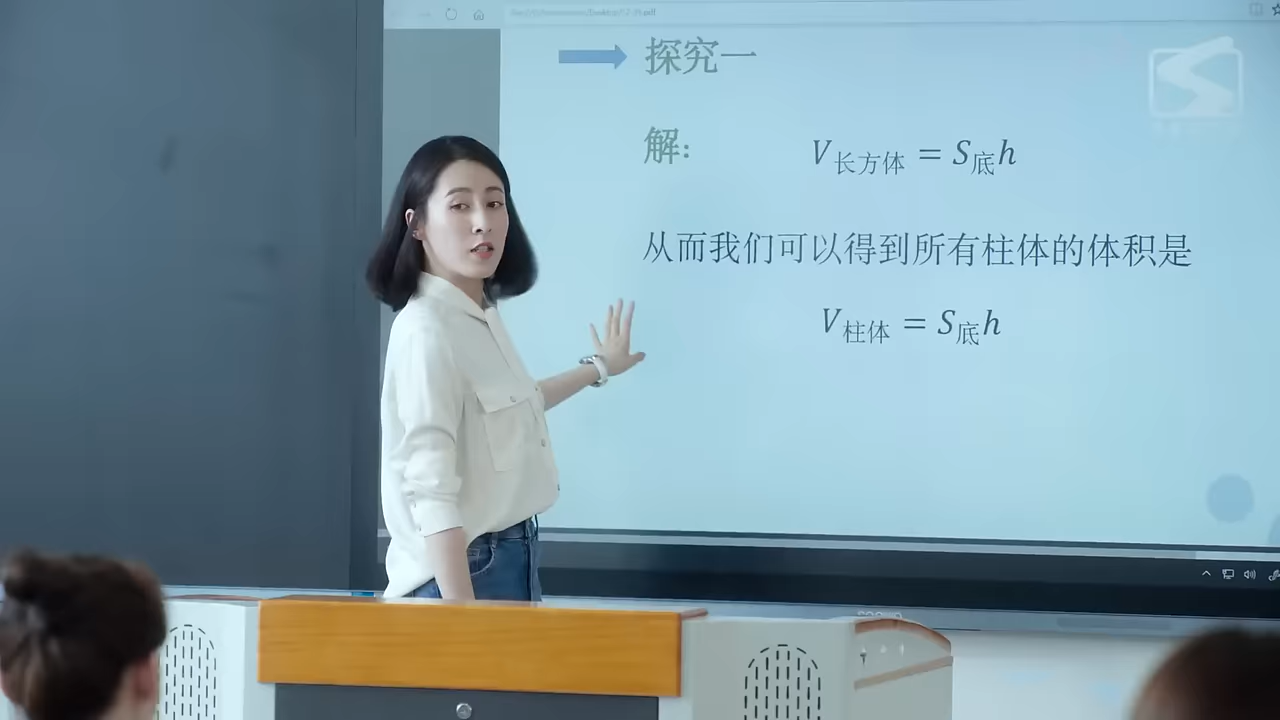 探究一
解:
V长方体 = S底h
从而我们可以得到所有柱体的体积是
V柱体 = S底h